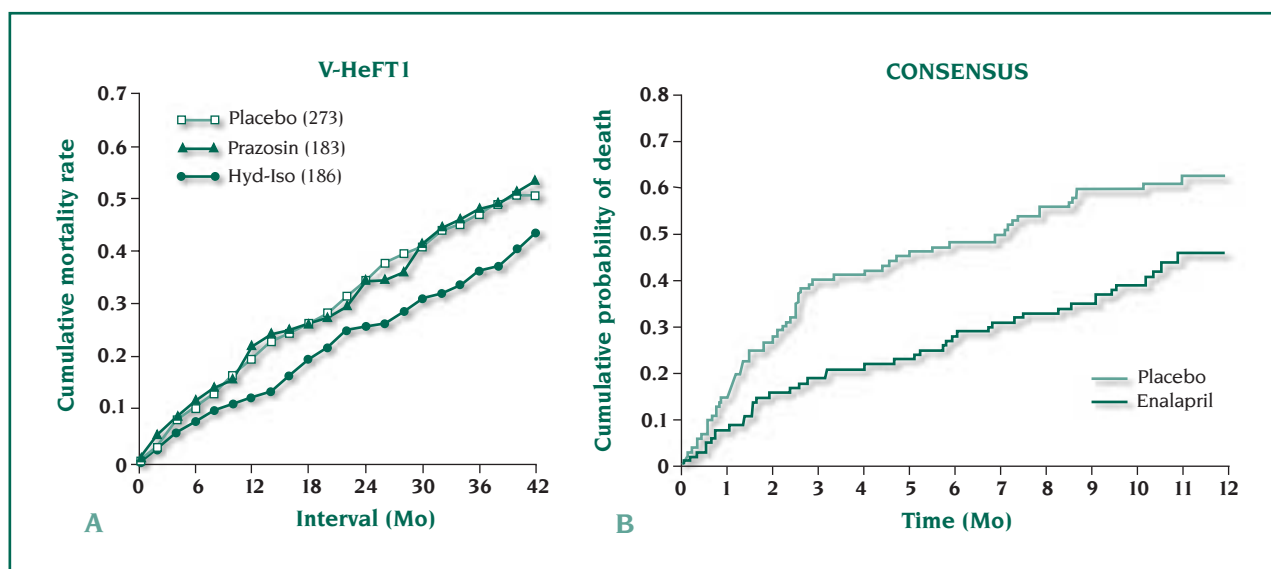 V-HeFT1
Cumulative mortality rate
0.7
0.6
0.5
0.4
0.3
0.2
0.1
0
Placebo (273)
Prazosin (183)
Hyd-Iso (186)
0 6 12 18 24 30 36 42
Interval (Mo)
A
CONSENSUS
Cumulative probability of death
0.8
0.7
0.6
0.5
0.4
0.3
0.2
0.1
0
Placebo
Enalapril
0 1 2 3 4 5 6 7 8 9 10 11 12
Time (Mo)
B